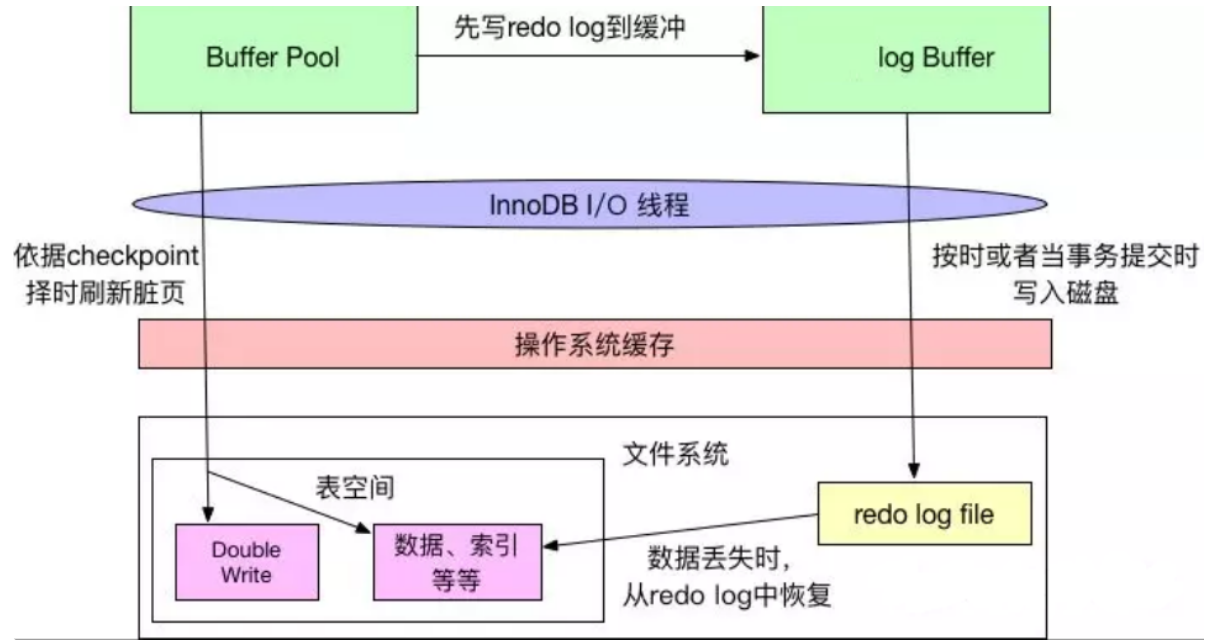 先写redo log到缓冲
Buffer Pool
log Buffer
InnoDB I/O 线程
依据checkpoint
择时刷新脏页
按时或者当事务提交时
写入磁盘
操作系统缓存
文件系统
表空间
Double
Write
数据、索引
等等
redo log file
数据丢失时，
从redo log中恢复